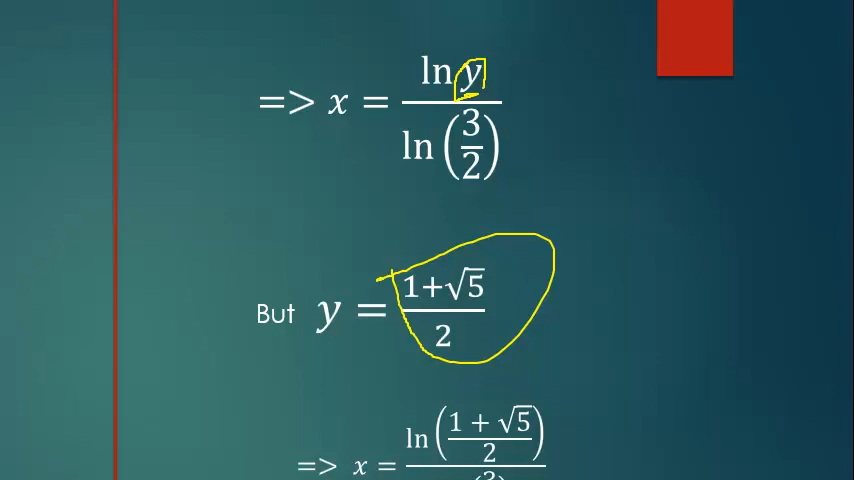 => x = ln y / ln (3/2)
But y = 1+√5 / 2
=> x = ln (1 + √5 / 2)